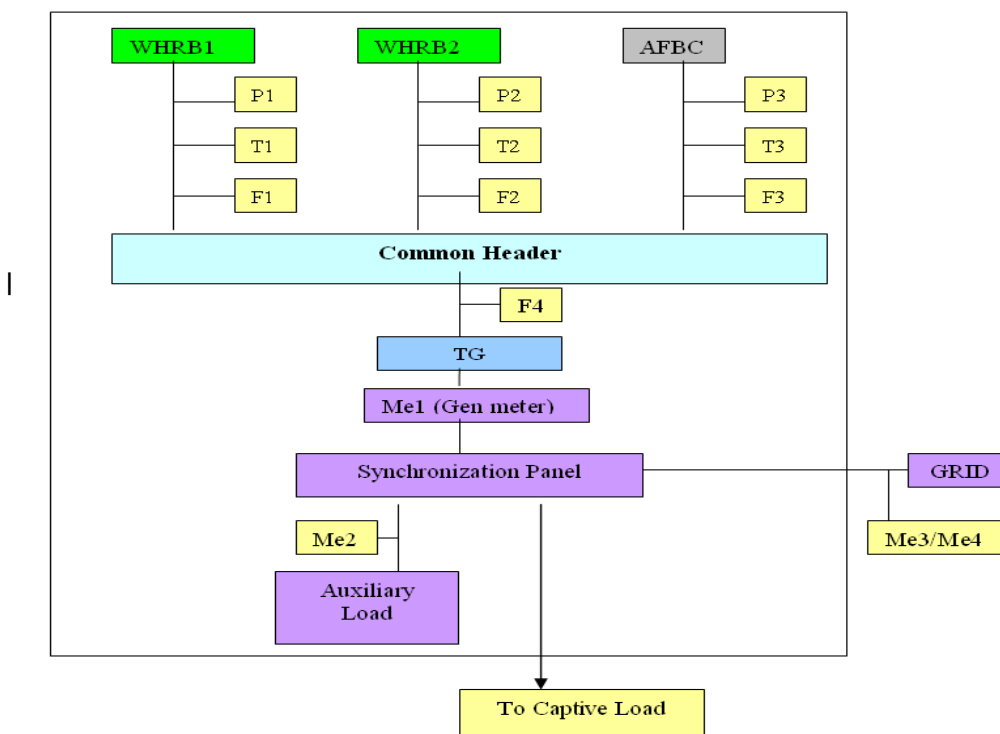 WHRB1 WHRB2 AFBC
P1 P2 P3
T1 T2 T3
F1 F2 F3
Common Header
F4
TG
Me1 (Gen meter)
Synchronization Panel GRID
Me2 Me3/Me4
Auxiliary
Load
To Captive Load